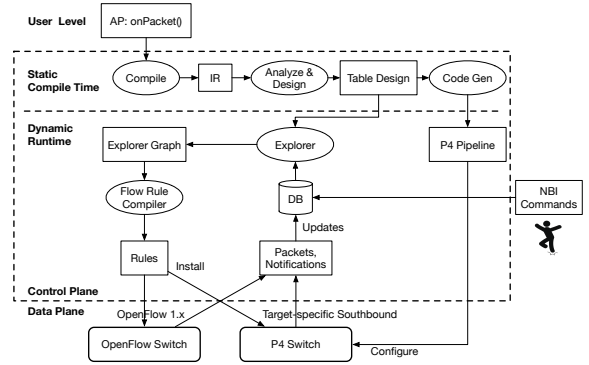 User Level
AP: onPacket()
Static
Compile Time
Compile
IR
Analyze &
Design
Table Design
Code Gen
Dynamic
Runtime
Explorer Graph
Explorer
P4 Pipeline
Flow Rule
Compiler
DB
NBI
Commands
Updates
Rules
Install
Packets,
Notifications
Control Plane
Data Plane
OpenFlow 1.x
Target-specific Southbound
OpenFlow Switch
P4 Switch
Configure